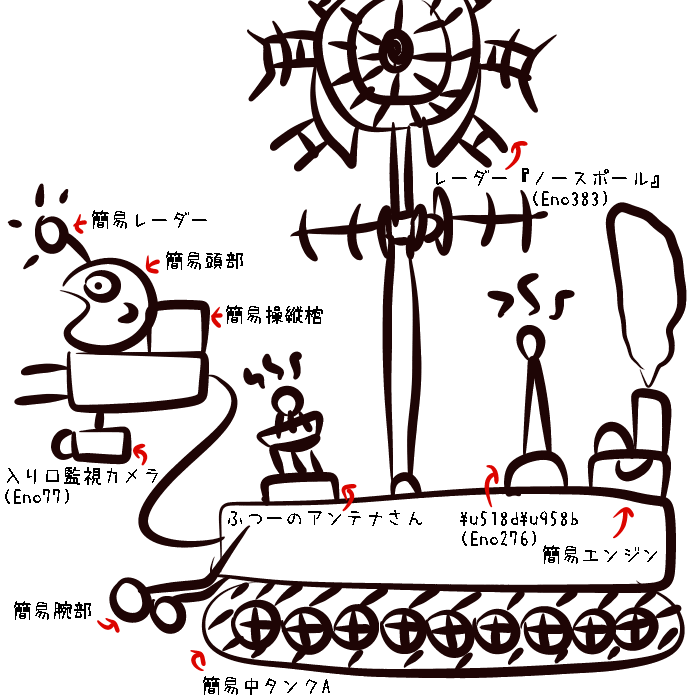 レーダー『ノースポール』
(Eno383)
簡易レーダー
簡易頭部
簡易操縦棺
入り口監視カメラ
(Eno77)
ふつーのアンテナさん
¥u518d¥u958b
(Eno276)
簡易エンジン
簡易腕部
簡易中タンクA